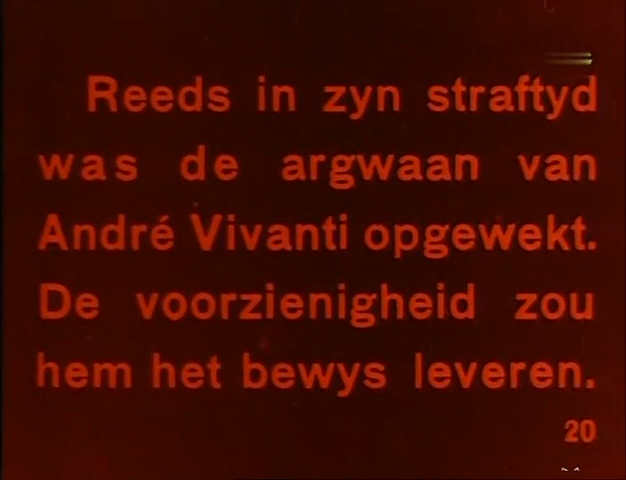 Reeds in zyn straftyd
was de argwaan van
André Vivanti opgewekt.
De voorzienigheid zou
hem het bewys leveren.
20